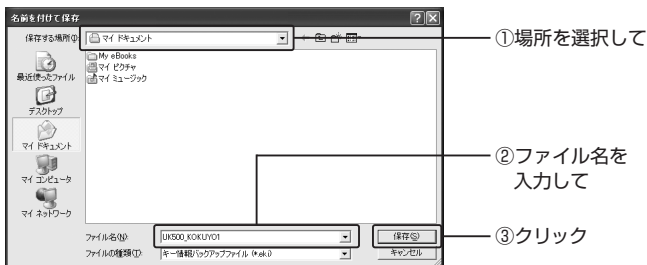 名前を付けて保存
保存する場所(I): マイ ドキュメント
①場所を選択して
My eBooks
マイ ピクチャ
マイ ミュージック
最近使ったファイル
デスクトップ
マイ ドキュメント
マイ コンピュータ
マイ ネットワーク
②ファイル名を
入力して
ファイル名(N): UK500_KOKUYO1
保存(S)
③クリック
ファイルの種類(T): キー情報バックアップファイル (*.eki)
キャンセル